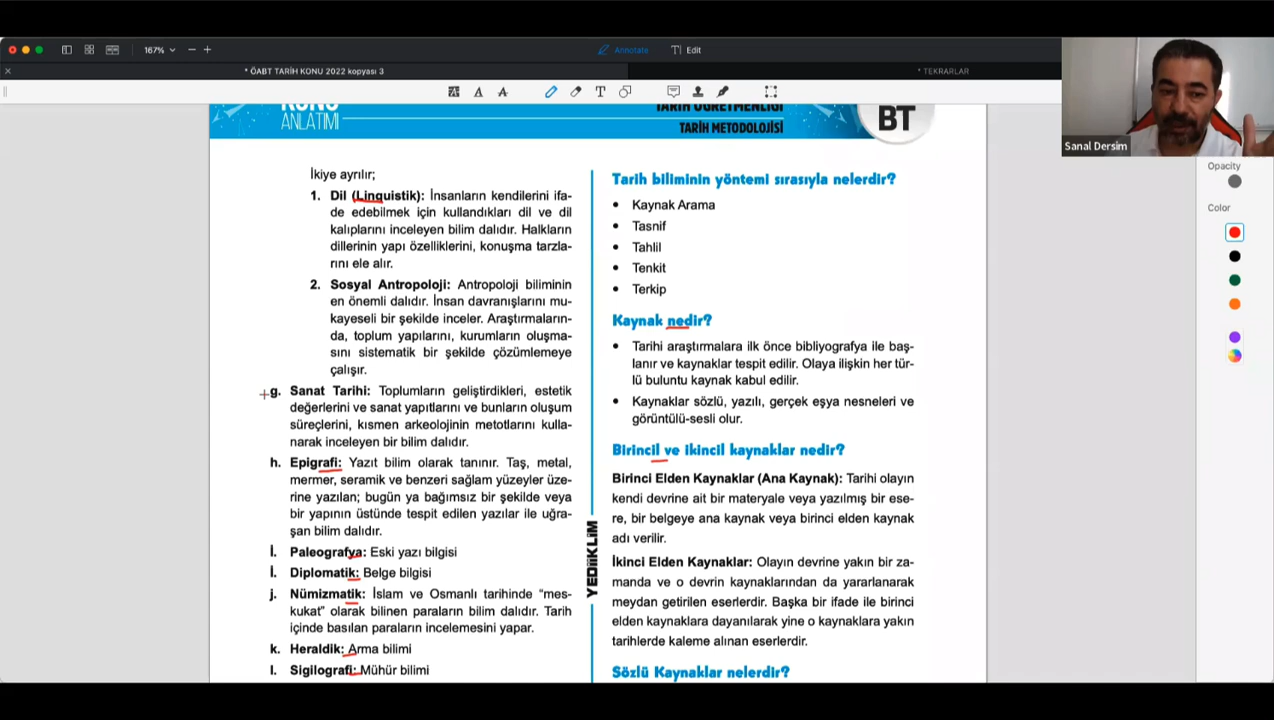 167%
Annotate
T Edit
* ÖABT TARİH KONU 2022 kopyası 3
* TEKRARLAR
KONU
ANLATIMI
TARİH ÖĞRETMENLİĞİ
TARİH METODOLOJİSİ
BT
Sanal Dersim
Opacity
Color
İkiye ayrılır;
1. Dil (Linguistik): İnsanların kendilerini ifa-
de edebilmek için kullandıkları dil ve dil
kalıplarını inceleyen bilim dalıdır. Halkların
dillerinin yapı özelliklerini, konuşma tarzla-
rını ele alır.
2. Sosyal Antropoloji: Antropoloji biliminin
en önemli dalıdır. İnsan davranışlarını mu-
kayeseli bir şekilde inceler. Araştırmaların-
da, toplum yapılarını, kurumların oluşma-
sını sistematik bir şekilde çözümlemeye
çalışır.
g. Sanat Tarihi: Toplumların geliştirdikleri, estetik
değerlerini ve sanat yapıtlarını ve bunların oluşum
süreçlerini, kısmen arkeolojinin metotlarını kulla-
narak inceleyen bir bilim dalıdır.
h. Epigrafi: Yazıt bilim olarak tanınır. Taş, metal,
mermer, seramik ve benzeri sağlam yüzeyler üze-
rine yazılan; bugün ya bağımsız bir şekilde veya
bir yapının üstünde tespit edilen yazılar ile uğra-
şan bilim dalıdır.
İ. Paleografya: Eski yazı bilgisi
İ. Diplomatik: Belge bilgisi
j. Nümizmatik: İslam ve Osmanlı tarihinde “mes-
kukat” olarak bilinen paraların bilim dalıdır. Tarih
içinde basılan paraların incelemesini yapar.
k. Heraldik: Arma bilimi
l. Sigilografi: Mühür bilimi
YEDİİKLİM
Tarih biliminin yöntemi sırasıyla nelerdir?
• Kaynak Arama
• Tasnif
• Tahlil
• Tenkit
• Terkip
Kaynak nedir?
• Tarihi araştırmalara ilk önce bibliyografya ile baş-
lanır ve kaynaklar tespit edilir. Olaya ilişkin her tür-
lü buluntu kaynak kabul edilir.
• Kaynaklar sözlü, yazılı, gerçek eşya nesneleri ve
görüntülü-sesli olur.
Birincil ve ikincil kaynaklar nedir?
Birinci Elden Kaynaklar (Ana Kaynak): Tarihi olayın
kendi devrine ait bir materyale veya yazılmış bir ese-
re, bir belgeye ana kaynak veya birinci elden kaynak
adı verilir.
İkinci Elden Kaynaklar: Olayın devrine yakın bir za-
manda ve o devrin kaynaklarından da yararlanarak
meydan getirilen eserlerdir. Başka bir ifade ile birinci
elden kaynaklara dayanılarak yine o kaynaklara yakın
tarihlerde kaleme alınan eserlerdir.
Sözlü Kaynaklar nelerdir?